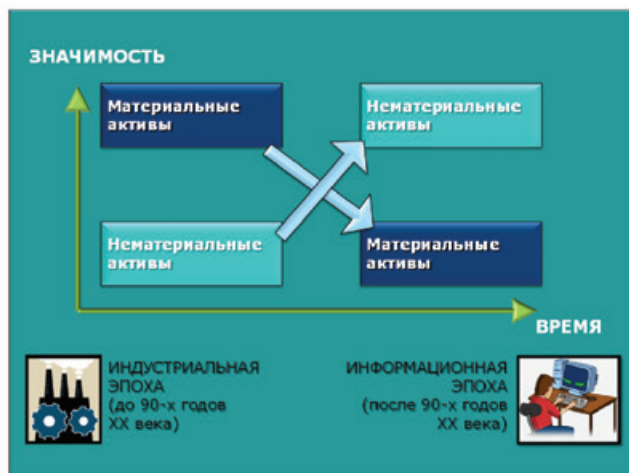 ЗНАЧИМОСТЬ
Материальные
активы
Нематериальные
активы
Нематериальные
активы
Материальные
активы
ВРЕМЯ
ИНДУСТРИАЛЬНАЯ
ЭПОХА
(до 90-х годов
XX века)
ИНФОРМАЦИОННАЯ
ЭПОХА
(после 90-х годов
XX века)